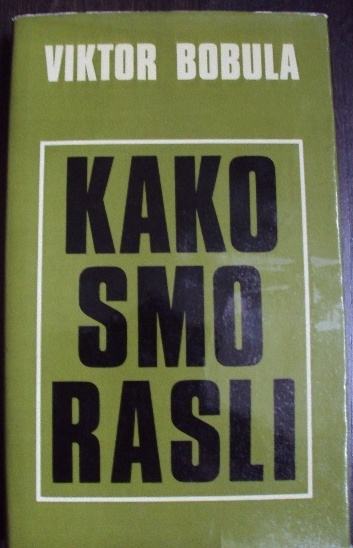 VIKTOR BOBULA
KAKO
SMO
RASLI